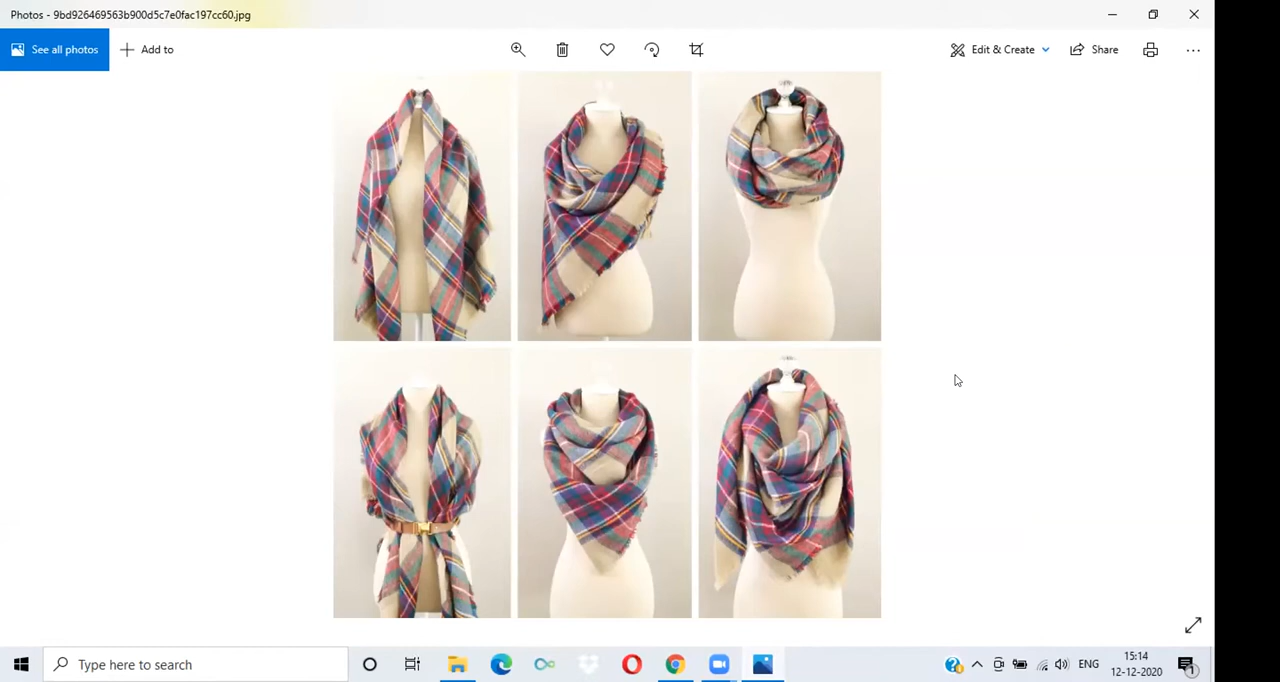 Photos - 9bd926469563b900d5c7e0fac197cc60.jpg
See all photos
Add to
Edit & Create
Share
Type here to search
ENG
15:14
12-12-2020
1